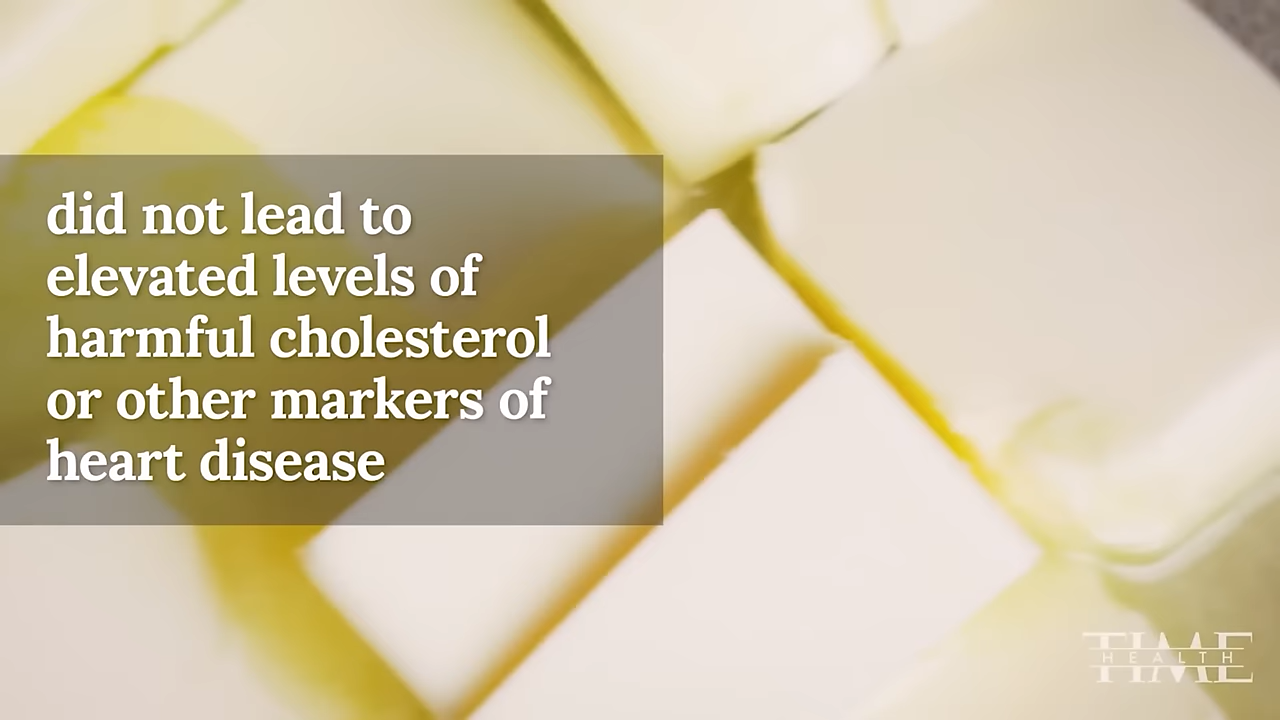 did not lead to
elevated levels of
harmful cholesterol
or other markers of
heart disease
TIME
HEALTH